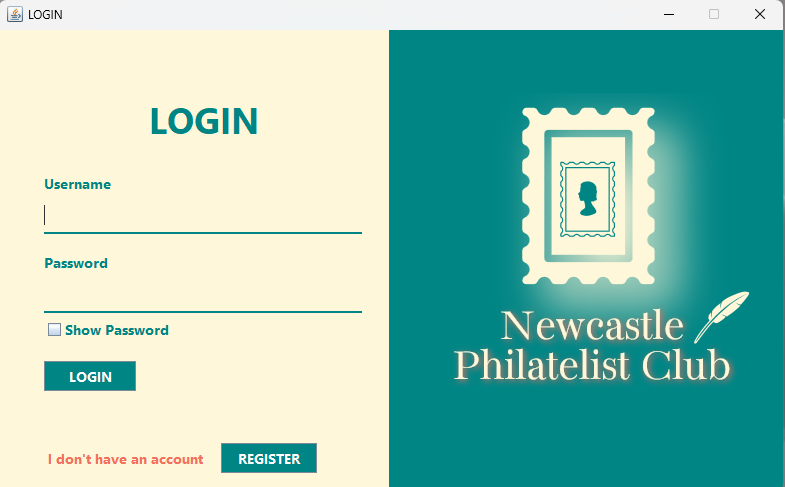 LOGIN
LOGIN
Username
Password
Show Password
LOGIN
I don't have an account
REGISTER
Newcastle
Philatelist Club